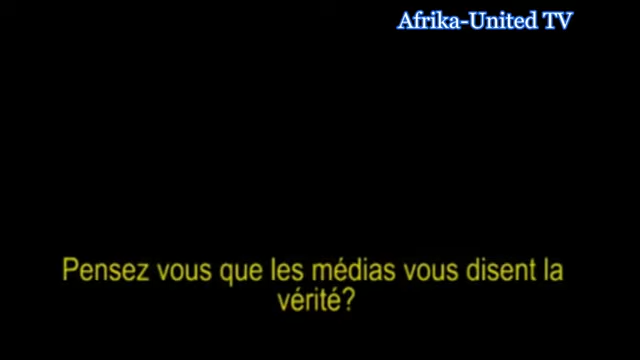 Afrika-United TV
Pensez vous que les médias vous disent la
vérité?